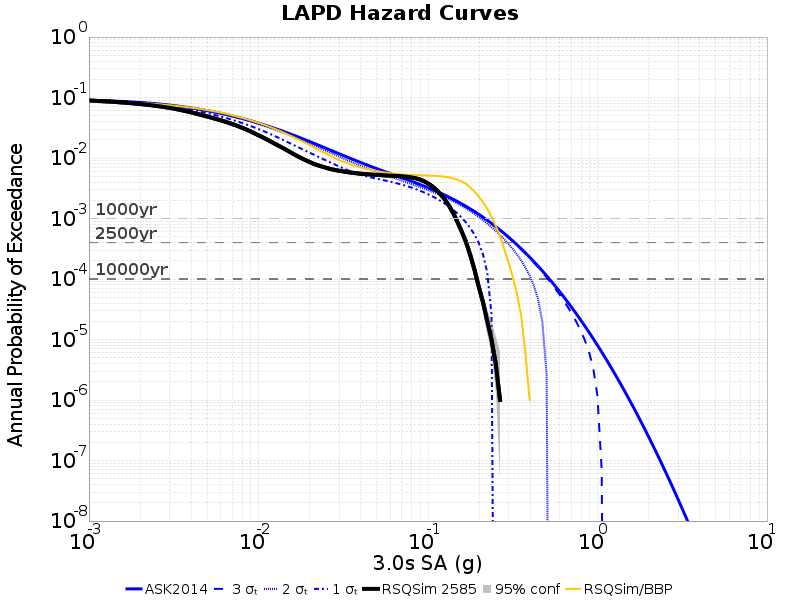 LAPD Hazard Curves
Annual Probability of Exceedance
10^0
10^-1
10^-2
10^-3
10^-4
10^-5
10^-6
10^-7
10^-8
1000yr
2500yr
10000yr
10^-3 10^-2 10^-1 10^0 10^1
3.0s SA (g)
ASK2014 3 σₜ 2 σₜ 1 σₜ RSQSim 2585 95% conf RSQSim/BBP